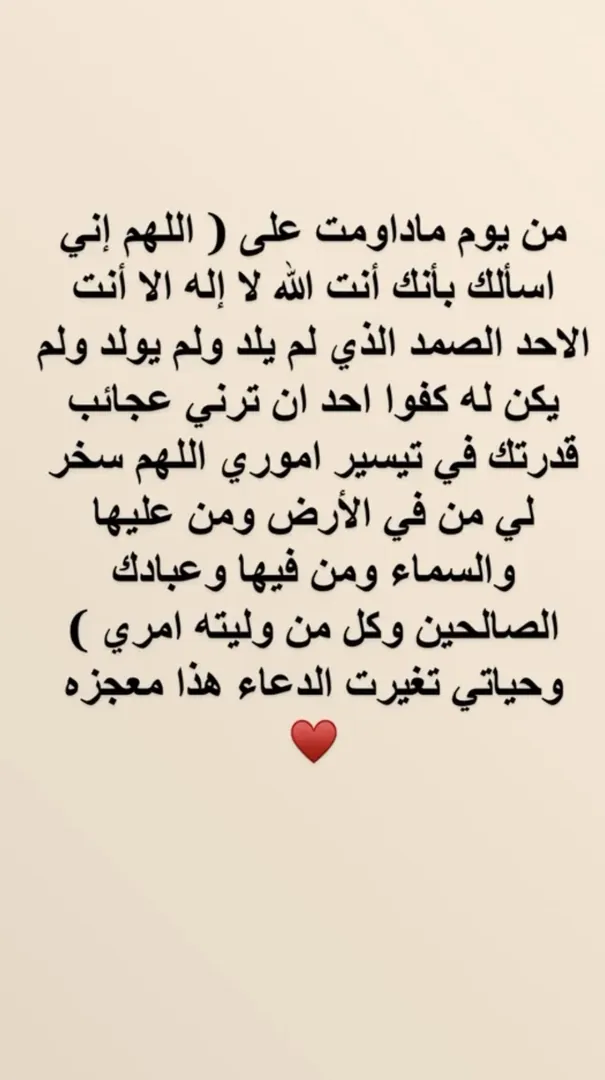 من يوم ماداومت على ( اللهم إني
اسألك بأنك أنت الله لا إله الا أنت
الاحد الصمد الذي لم يلد ولم يولد ولم
يكن له كفوا احد ان ترني عجائب
قدرتك في تيسير اموري اللهم سخر
لي من في الأرض ومن عليها
والسماء ومن فيها وعبادك
الصالحين وكل من وليته امري )
وحياتي تغيرت الدعاء هذا معجزه
♥️